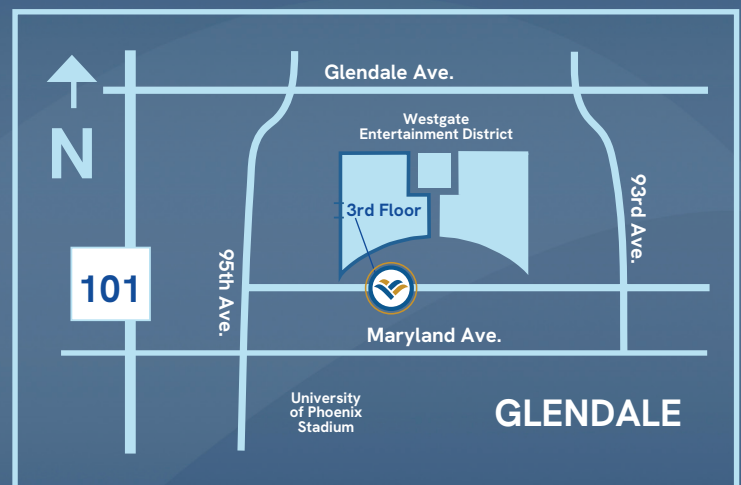 Glendale Ave.
N
Westgate
Entertainment District
3rd Floor
93rd Ave.
101
95th Ave.
Maryland Ave.
University
of Phoenix
Stadium
GLENDALE